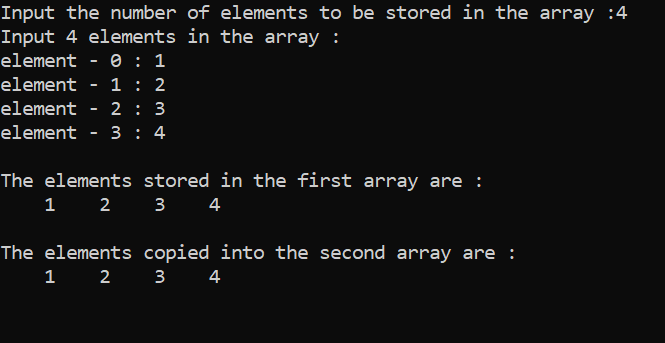 Input the number of elements to be stored in the array :4
Input 4 elements in the array :
element - 0 : 1
element - 1 : 2
element - 2 : 3
element - 3 : 4
The elements stored in the first array are :
1 2 3 4
The elements copied into the second array are :
1 2 3 4